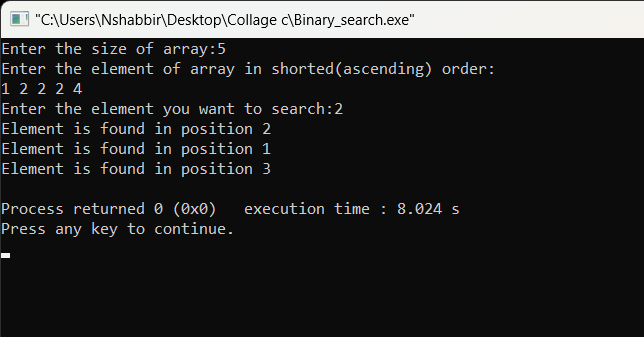 "C:\Users\Nshabbir\Desktop\Collage c\Binary_search.exe"
Enter the size of array:5
Enter the element of array in shorted(ascending) order:
1 2 2 2 4
Enter the element you want to search:2
Element is found in position 2
Element is found in position 1
Element is found in position 3
Process returned 0 (0x0)   execution time : 8.024 s
Press any key to continue.